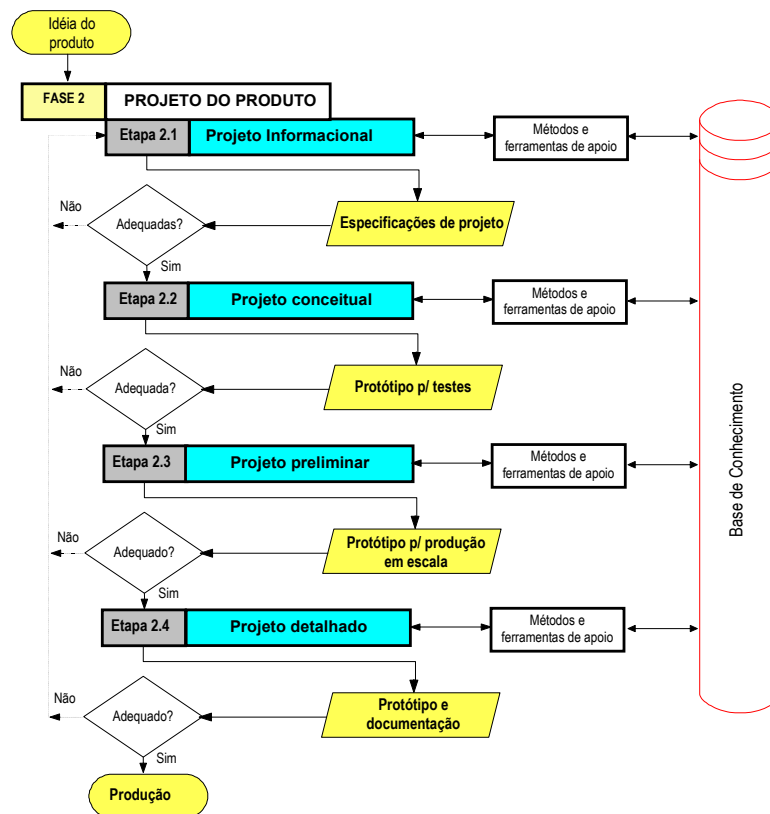 Idéia do
produto
FASE 2
PROJETO DO PRODUTO
Etapa 2.1
Projeto Informacional
Métodos e
ferramentas de apoio
Especificações de projeto
Adequadas?
Não
Sim
Etapa 2.2
Projeto conceitual
Métodos e
ferramentas de apoio
Protótipo p/ testes
Adequada?
Não
Sim
Etapa 2.3
Projeto preliminar
Métodos e
ferramentas de apoio
Protótipo p/ produção
em escala
Adequado?
Não
Sim
Etapa 2.4
Projeto detalhado
Métodos e
ferramentas de apoio
Protótipo e
documentação
Adequado?
Não
Sim
Produção
Base de Conhecimento